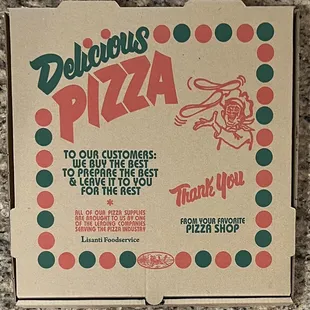 Delicious
PIZZA
TO OUR CUSTOMERS:
WE BUY THE BEST
TO PREPARE THE BEST
& LEAVE IT TO YOU
FOR THE REST
*
ALL OF OUR PIZZA SUPPLIES
ARE BROUGHT TO US BY ONE
OF THE LEADING COMPANIES
SERVING THE PIZZA INDUSTRY
Lisanti Foodservice
Thank You
FROM YOUR FAVORITE
PIZZA SHOP